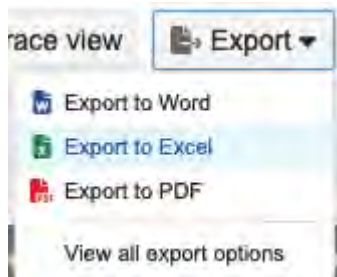 race view Export
Export to Word
Export to Excel
Export to PDF
View all export options